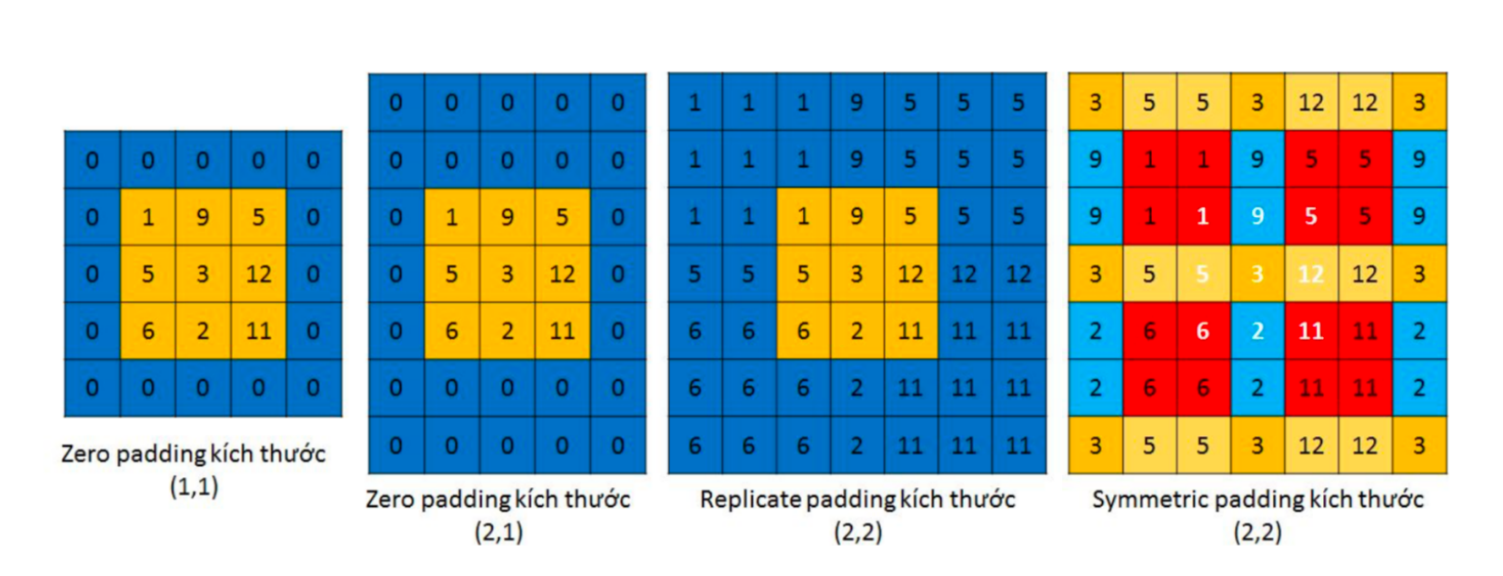 0 0 0 0 0
0 1 9 5 0
0 5 3 12 0
0 6 2 11 0
0 0 0 0 0
Zero padding kích thước
(1,1)
0 0 0 0 0
0 0 0 0 0
0 1 9 5 0
0 5 3 12 0
0 6 2 11 0
0 0 0 0 0
0 0 0 0 0
Zero padding kích thước
(2,1)
1 1 1 9 5 5 5
1 1 1 9 5 5 5
1 1 1 9 5 5 5
5 5 5 3 12 12 12
6 6 6 2 11 11 11
6 6 6 2 11 11 11
6 6 6 2 11 11 11
Replicate padding kích thước
(2,2)
3 5 5 3 12 12 3
9 1 1 9 5 5 9
9 1 1 9 5 5 9
3 5 5 3 12 12 3
2 6 6 2 11 11 2
2 6 6 2 11 11 2
3 5 5 3 12 12 3
Symmetric padding kích thước
(2,2)